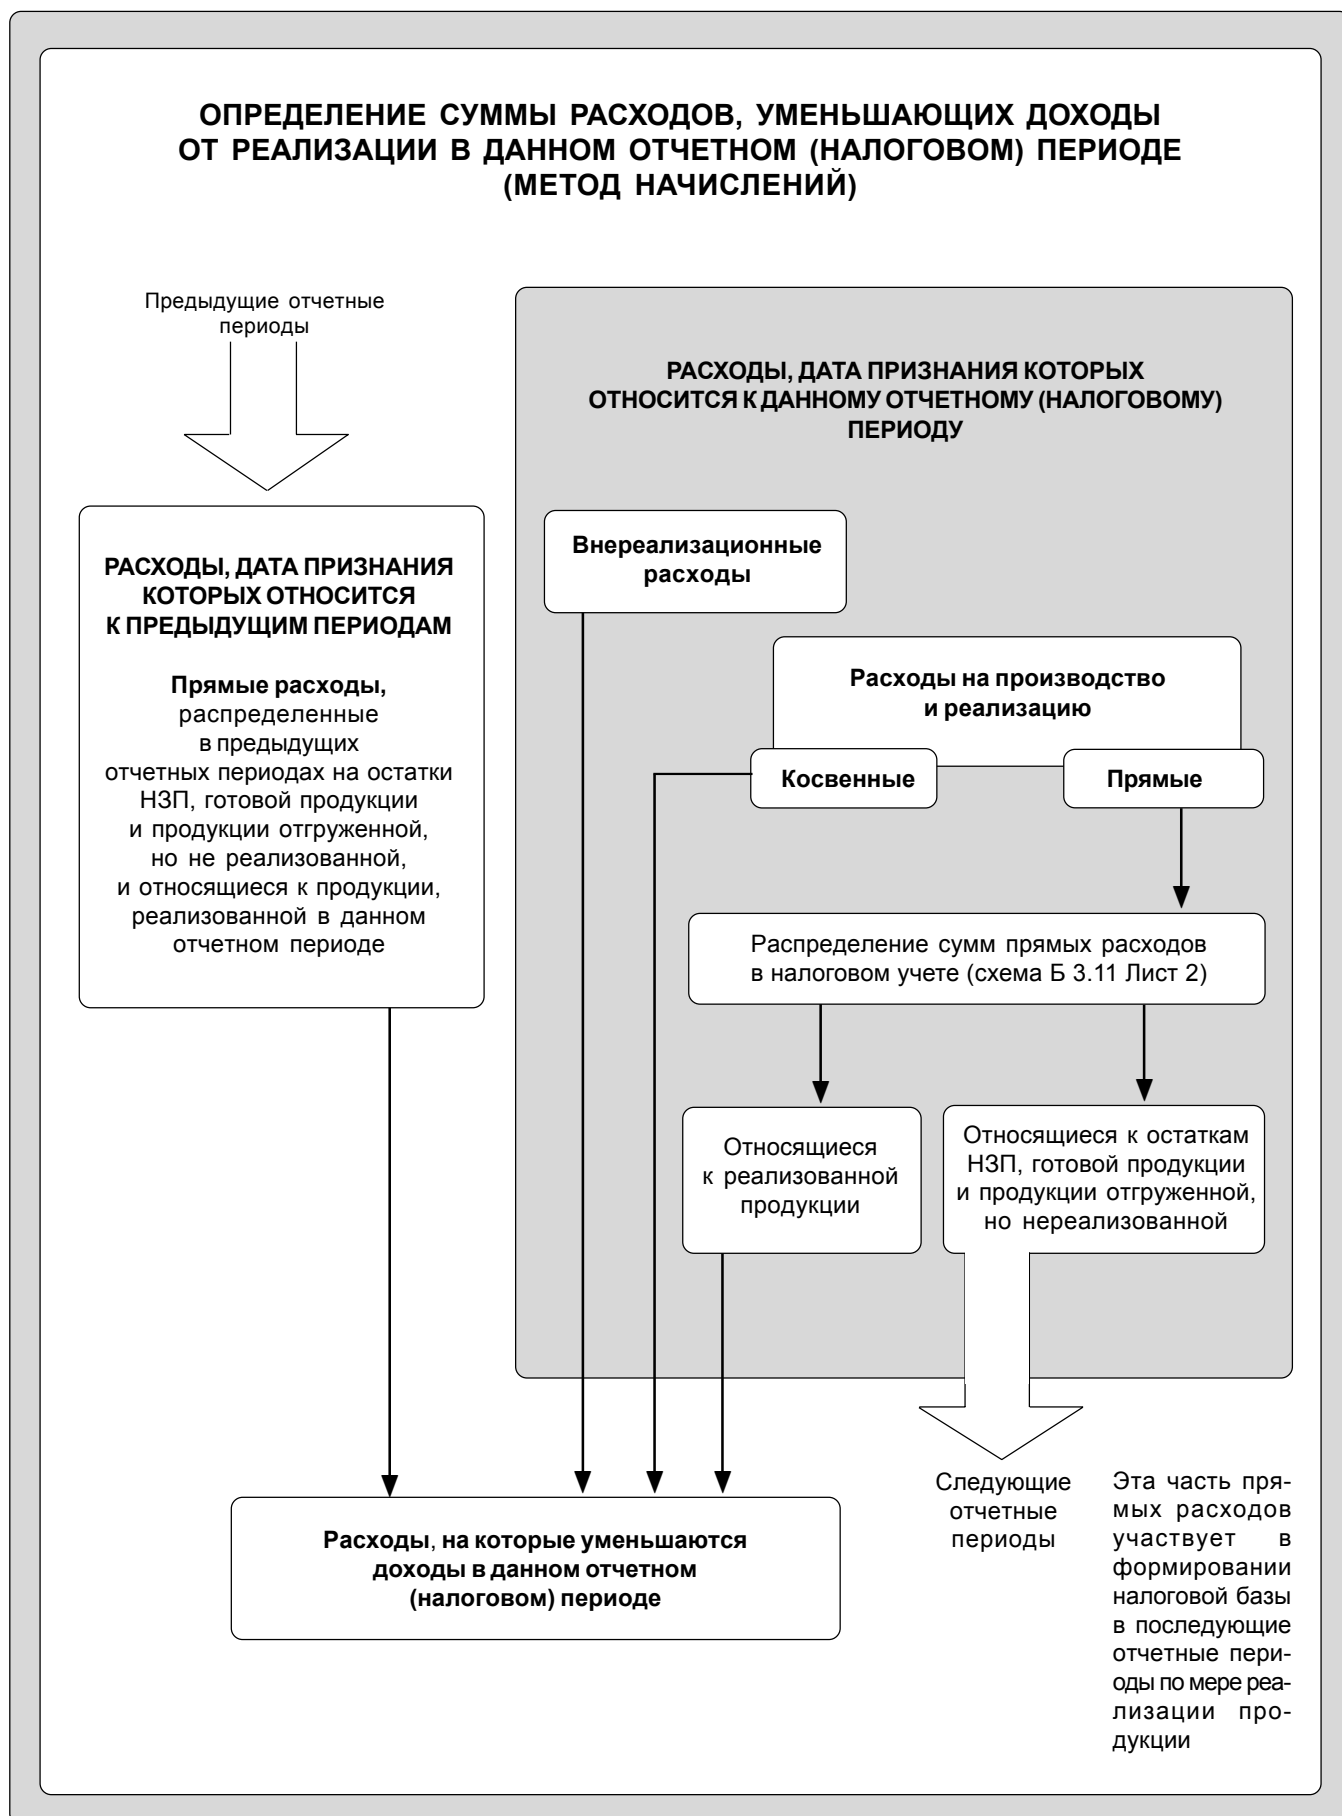 ОПРЕДЕЛЕНИЕ СУММЫ РАСХОДОВ, УМЕНЬШАЮЩИХ ДОХОДЫ
ОТ РЕАЛИЗАЦИИ В ДАННОМ ОТЧЕТНОМ (НАЛОГОВОМ) ПЕРИОДЕ
(МЕТОД НАЧИСЛЕНИЙ)
Предыдущие отчетные
периоды
РАСХОДЫ, ДАТА ПРИЗНАНИЯ
КОТОРЫХ ОТНОСИТСЯ
К ПРЕДЫДУЩИМ ПЕРИОДАМ
Прямые расходы,
распределенные
в предыдущих
отчетных периодах на остатки
НЗП, готовой продукции
и продукции отгруженной,
но не реализованной,
и относящиеся к продукции,
реализованной в данном
отчетном периоде
РАСХОДЫ, ДАТА ПРИЗНАНИЯ КОТОРЫХ
ОТНОСИТСЯ К ДАННОМУ ОТЧЕТНОМУ (НАЛОГОВОМУ)
ПЕРИОДУ
Внереализационные
расходы
Расходы на производство
и реализацию
Косвенные
Прямые
Распределение сумм прямых расходов
в налоговом учете (схема Б 3.11 Лист 2)
Относящиеся
к реализованной
продукции
Относящиеся к остаткам
НЗП, готовой продукции
и продукции отгруженной,
но нереализованной
Расходы, на которые уменьшаются
доходы в данном отчетном
(налоговом) периоде
Следующие
отчетные
периоды
Эта часть пря-
мых расходов
участвует в
формировании
налоговой базы
в последующие
отчетные пери-
оды по мере реа-
лизации про-
дукции